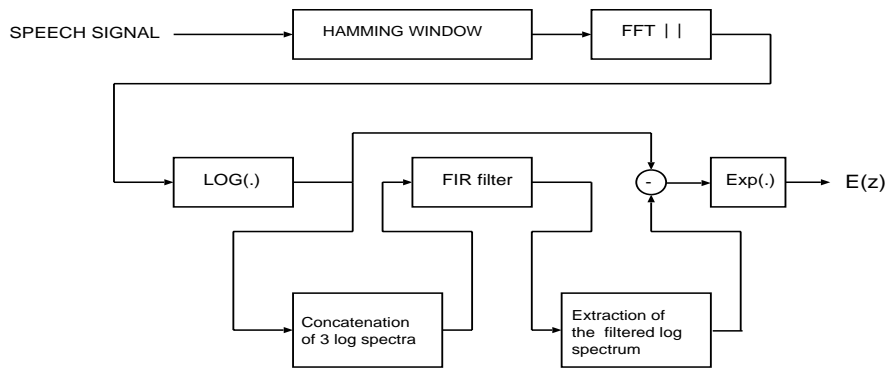 SPEECH SIGNAL
HAMMING WINDOW
FFT | |
LOG(.)
FIR filter
-
Exp(.)
E(z)
Concatenation
of 3 log spectra
Extraction of
the filtered log
spectrum